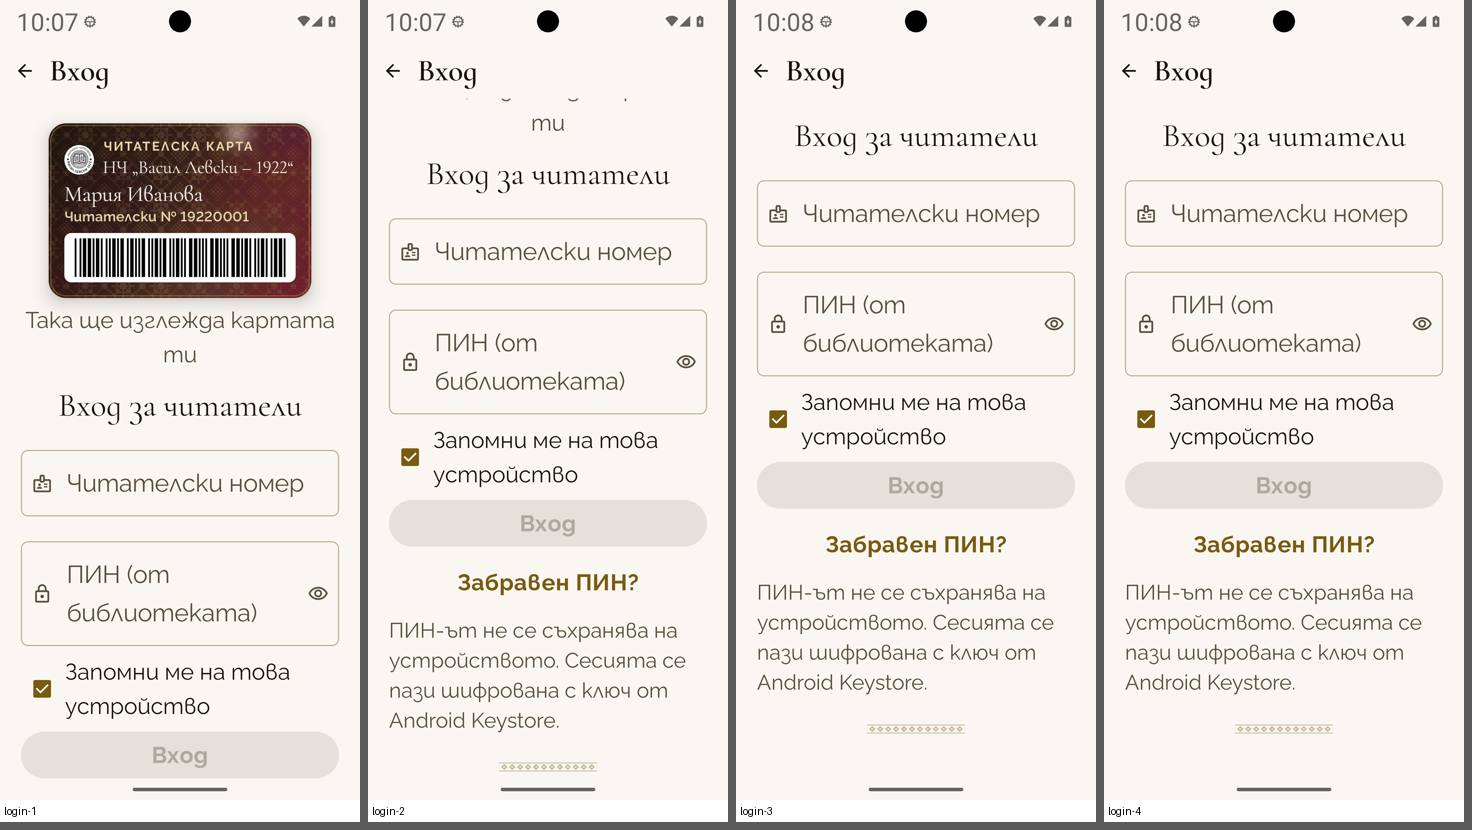 10:07
Вход
ЧИТАТЕЛСКА КАРТА
НЧ „Васил Левски – 1922“
Мария Иванова
Читателски № 19220001
Така ще изглежда картата
ти
Вход за читатели
Читателски номер
ПИН (от
библиотеката)
Запомни ме на това
устройство
Вход
login-1
10:07
Вход
ти
Вход за читатели
Читателски номер
ПИН (от
библиотеката)
Запомни ме на това
устройство
Вход
Забравен ПИН?
ПИН-ът не се съхранява на
устройството. Сесията се
пази шифрована с ключ от
Android Keystore.
login-2
10:08
Вход
Вход за читатели
Читателски номер
ПИН (от
библиотеката)
Запомни ме на това
устройство
Вход
Забравен ПИН?
ПИН-ът не се съхранява на
устройството. Сесията се
пази шифрована с ключ от
Android Keystore.
login-3
10:08
Вход
Вход за читатели
Читателски номер
ПИН (от
библиотеката)
Запомни ме на това
устройство
Вход
Забравен ПИН?
ПИН-ът не се съхранява на
устройството. Сесията се
пази шифрована с ключ от
Android Keystore.
login-4